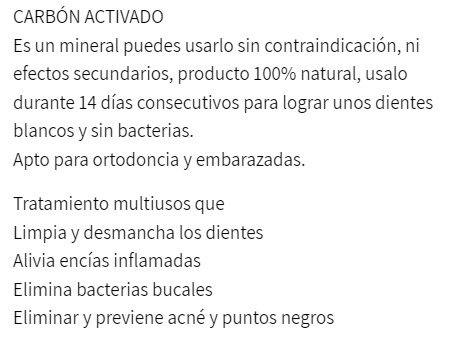 CARBÓN ACTIVADO
Es un mineral puedes usarlo sin contraindicación, ni
efectos secundarios, producto 100% natural, usalo
durante 14 días consecutivos para lograr unos dientes
blancos y sin bacterias.
Apto para ortodoncia y embarazadas.
Tratamiento multiusos que
Limpia y desmancha los dientes
Alivia encías inflamadas
Elimina bacterias bucales
Eliminar y previene acné y puntos negros